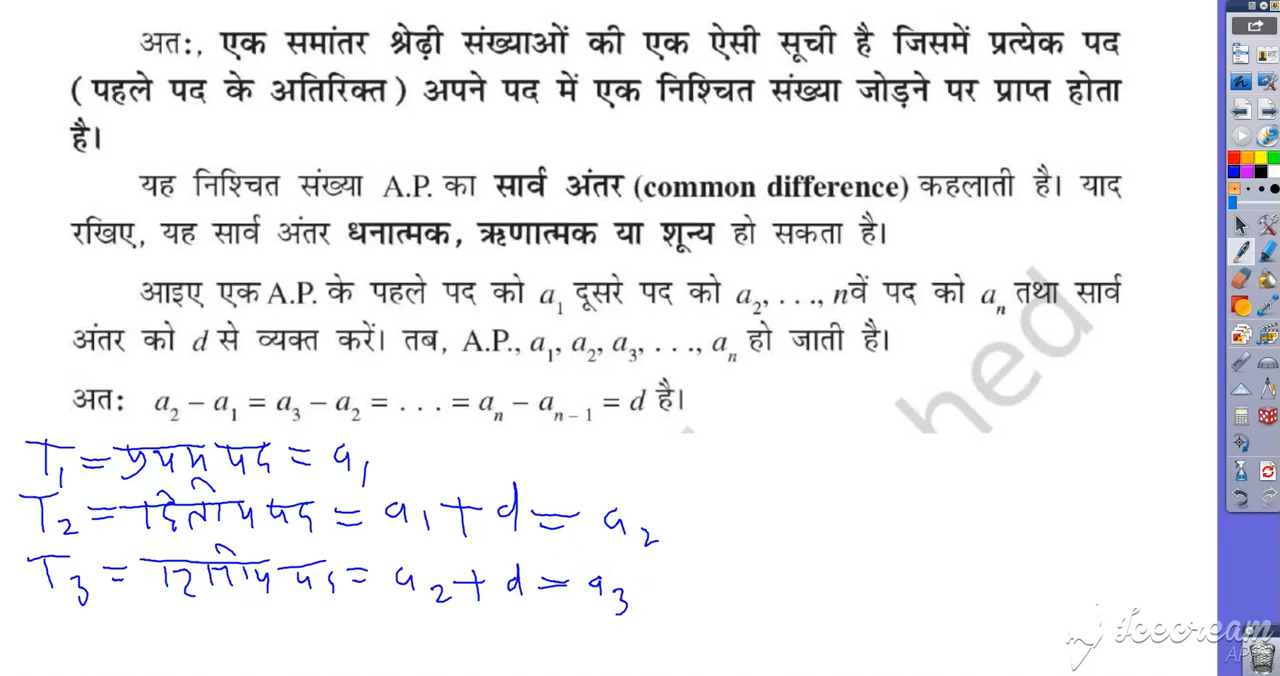 अतः, एक समांतर श्रेढ़ी संख्याओं की एक ऐसी सूची है जिसमें प्रत्येक पद
(पहले पद के अतिरिक्त) अपने पद में एक निश्चित संख्या जोड़ने पर प्राप्त होता
है।
यह निश्चित संख्या A.P. का सार्व अंतर (common difference) कहलाती है। याद
रखिए, यह सार्व अंतर धनात्मक, ऋणात्मक या शून्य हो सकता है।
आइए एक A.P. के पहले पद को a₁ दूसरे पद को a₂, . . ., nवें पद को aₙ तथा सार्व
अंतर को d से व्यक्त करें। तब, A.P., a₁, a₂, a₃, . . ., aₙ हो जाती है।
अतः a₂ – a₁ = a₃ – a₂ = . . . = aₙ – aₙ₋₁ = d है।
hed
T₁ = प्रथम पद = a₁
T₂ = द्वितीय पद = a₁ + d = a₂
T₃ = पद = a₂ + d = a₃
Icecream
APPS